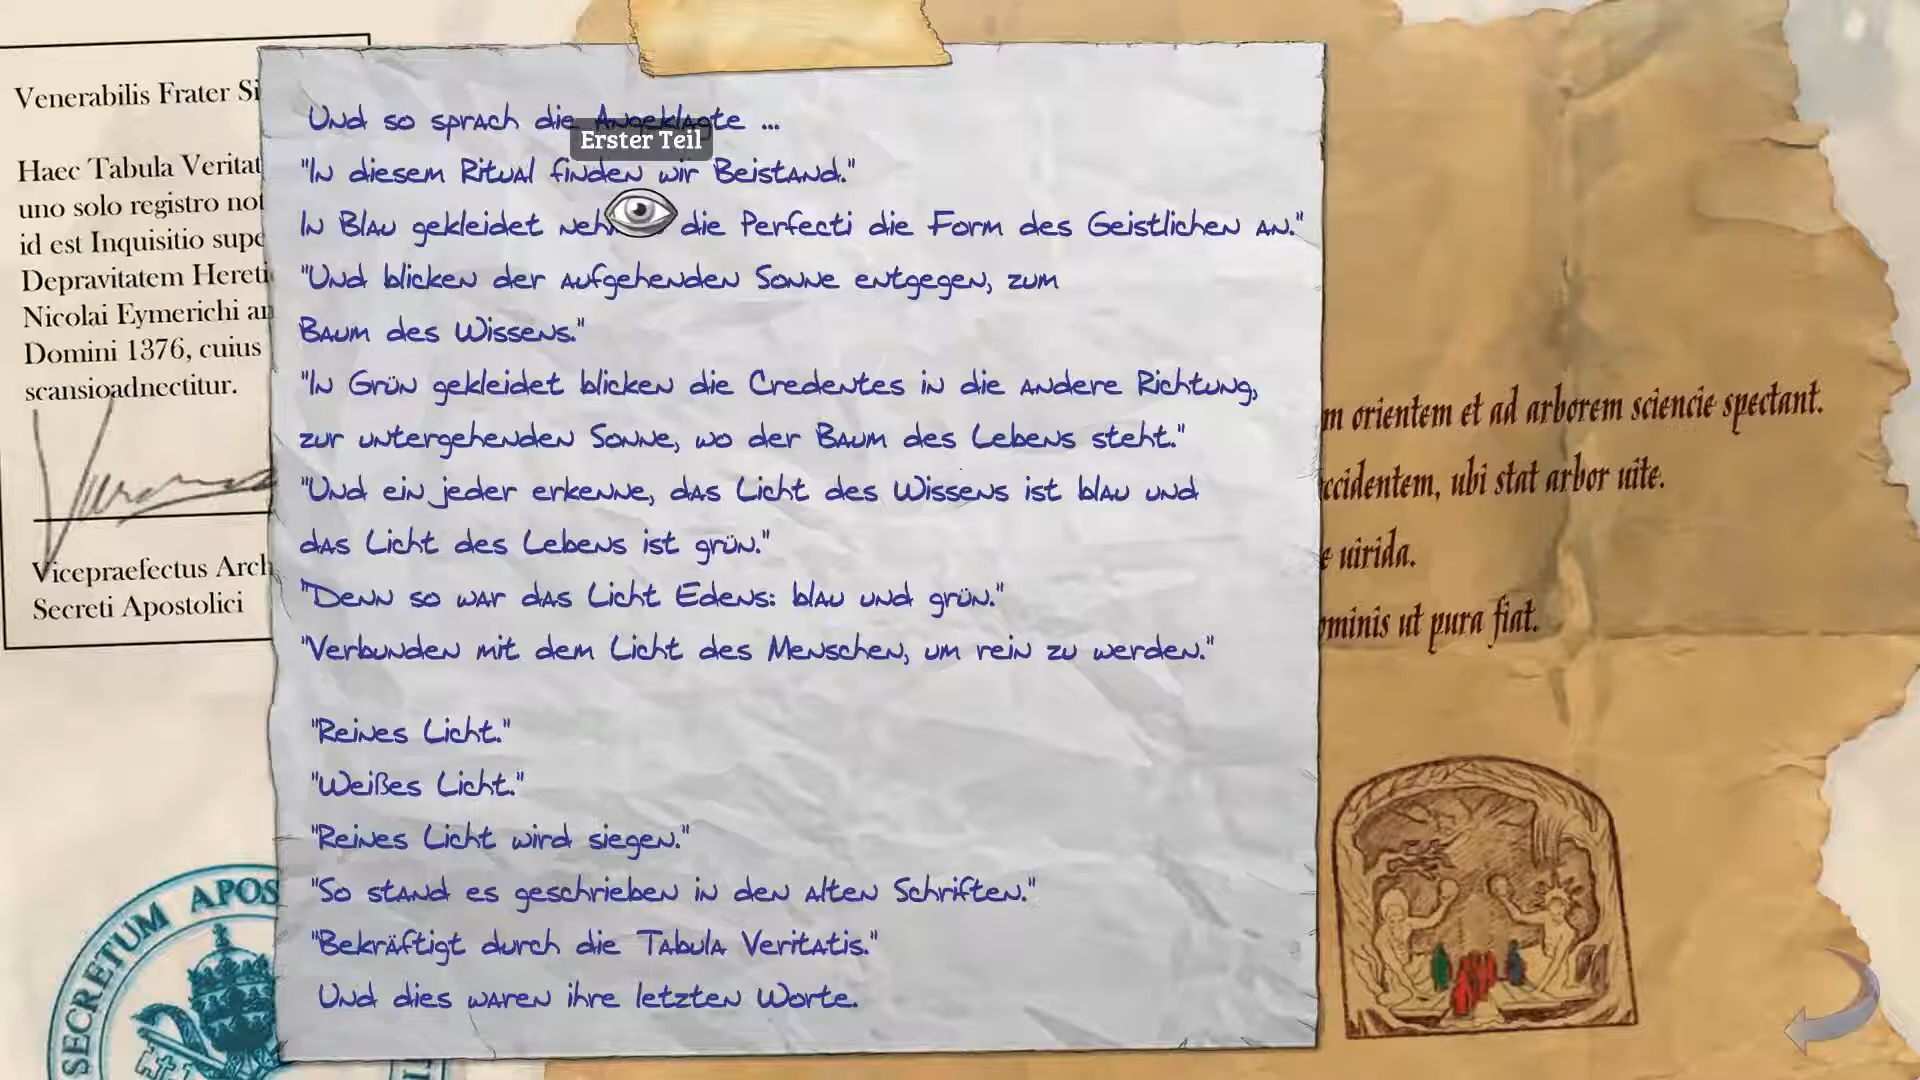 Venerabilis Frater Si
Haec Tabula Veritat
uno solo registro not
id est Inquisitio supe
Depravitatem Hereti
Nicolai Eymerichi an
Domini 1376, cuius
scansioadnectitur.
Vicepraefectus Arch
Secreti Apostolici
SECRETUM APOS
Und so sprach die Angeklagte ...
Erster Teil
"In diesem Ritual finden wir Beistand."
In Blau gekleidet neh die Perfecti die Form des Geistlichen an."
"Und blicken der aufgehenden Sonne entgegen, zum
Baum des Wissens."
"In Grün gekleidet blicken die Credentes in die andere Richtung,
zur untergehenden Sonne, wo der Baum des Lebens steht."
"Und ein jeder erkenne, das Licht des Wissens ist blau und
das Licht des Lebens ist grün."
"Denn so war das Licht Edens: blau und grün."
"Verbunden mit dem Licht des Menschen, um rein zu werden."
"Reines Licht."
"Weißes Licht."
"Reines Licht wird siegen."
"So stand es geschrieben in den alten Schriften."
"Bekräftigt durch die Tabula Veritatis."
Und dies waren ihre letzten Worte.
m orientem et ad arborem sciencie spectant.
ccidentem, ubi stat arbor uite.
e uirida.
ominis ut pura fiat.